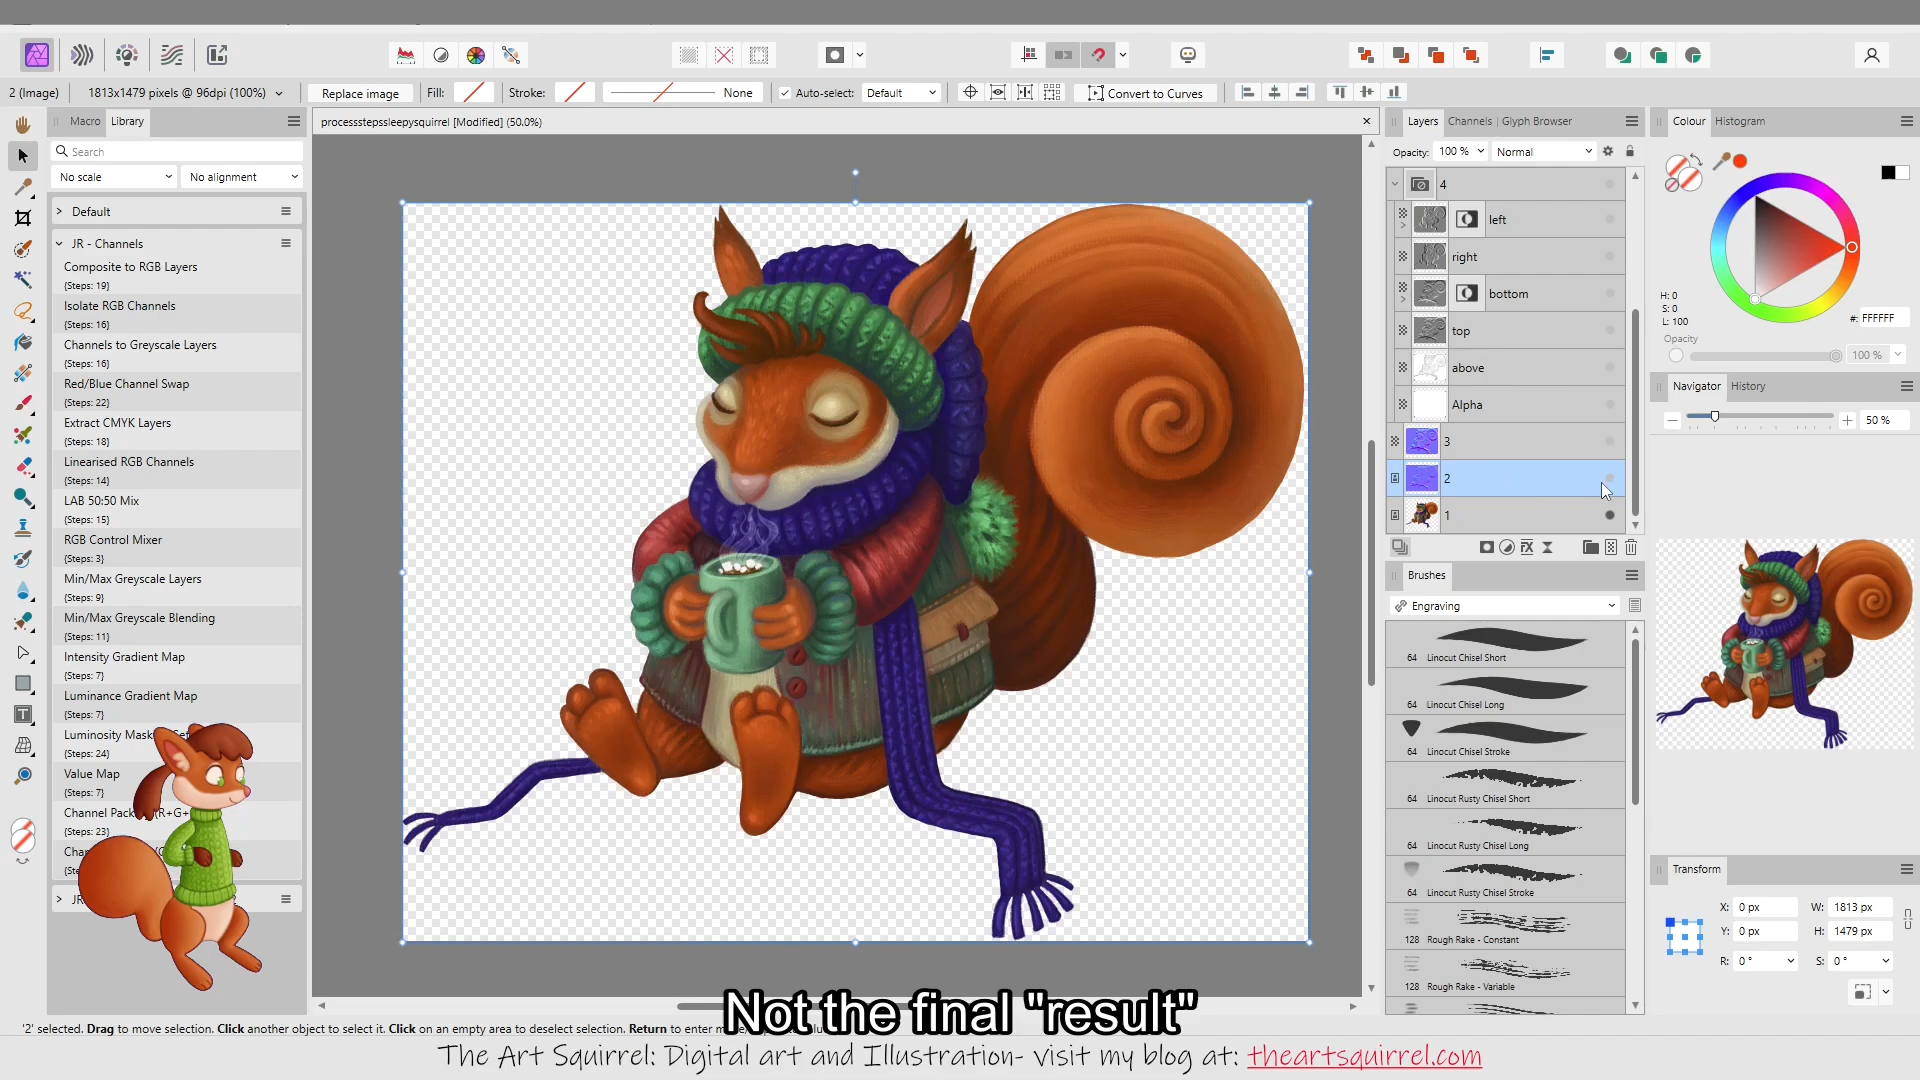 2 (Image)
1813x1479 pixels @ 96dpi (100%)
Replace image
Fill:
Stroke:
None
Auto-select:
Default
Convert to Curves
Macro
Library
processstepssleepysquirrel [Modified] (50.0%)
Layers
Channels
Glyph Browser
Colour
Histogram
Search
No scale
No alignment
Opacity:
100 %
Normal
Default
JR - Channels
Composite to RGB Layers
{Steps: 19}
Isolate RGB Channels
{Steps: 16}
Channels to Greyscale Layers
{Steps: 16}
Red/Blue Channel Swap
{Steps: 22}
Extract CMYK Layers
{Steps: 18}
Linearised RGB Channels
{Steps: 14}
LAB 50:50 Mix
{Steps: 15}
RGB Control Mixer
{Steps: 3}
Min/Max Greyscale Layers
{Steps: 9}
Min/Max Greyscale Blending
{Steps: 11}
Intensity Gradient Map
{Steps: 7}
Luminance Gradient Map
{Steps: 7}
Luminosity Mask
{Steps: 24}
Value Map
{Steps: 7}
Channel Pack
(R+G+
{Steps: 23}
4
left
right
bottom
top
above
Alpha
3
2
1
H: 0
S: 0
L: 100
#: FFFFFF
Opacity
100 %
Navigator
History
50 %
Brushes
Engraving
64 Linocut Chisel Short
64 Linocut Chisel Long
64 Linocut Chisel Stroke
64 Linocut Rusty Chisel Short
64 Linocut Rusty Chisel Long
64 Linocut Rusty Chisel Stroke
128 Rough Rake - Constant
128 Rough Rake - Variable
Transform
X: 0 px
W: 1813 px
Y: 0 px
H: 1479 px
R: 0 °
S: 0 °
Not the final "result"
'2' selected. Drag to move selection. Click another object to select it. Click on an empty area to deselect selection. Return to enter
The Art Squirrel: Digital art and Illustration- visit my blog at: theartsquirrel.com